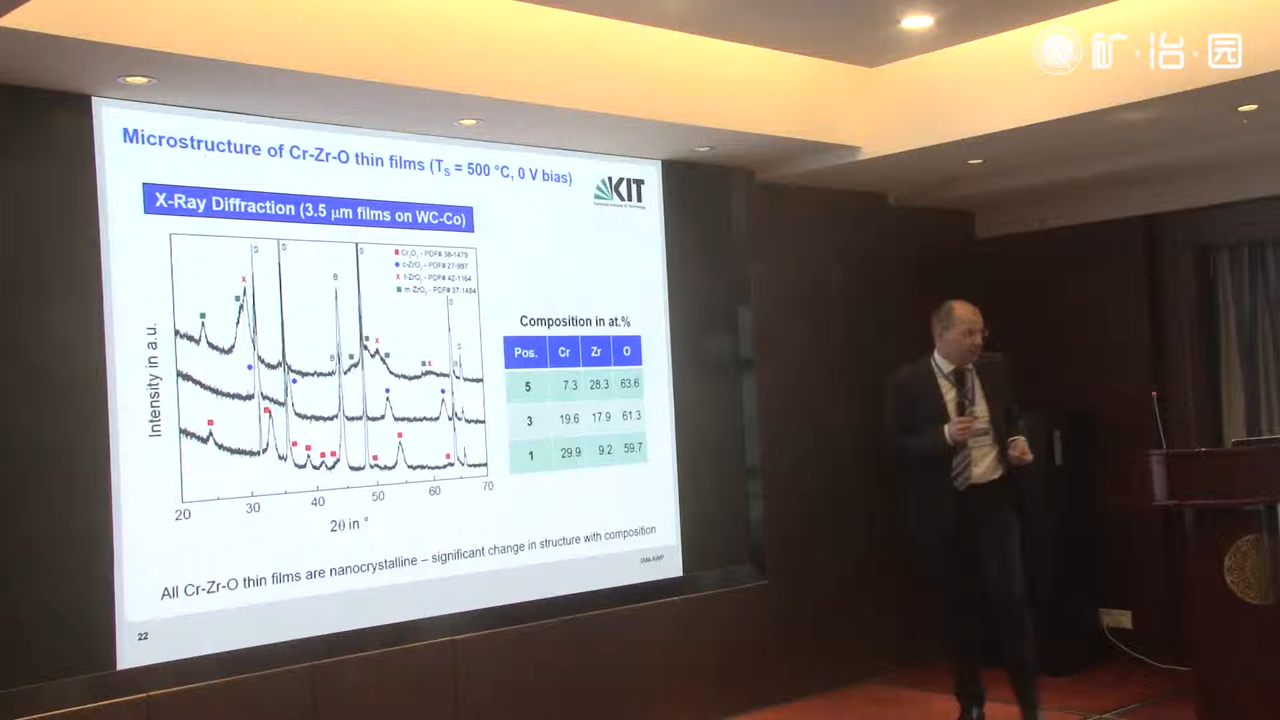 矿·冶·园
Microstructure of Cr-Zr-O thin films (T_S = 500 °C, 0 V bias)
KIT
X-Ray Diffraction (3.5 µm films on WC-Co)
Cr₂O₃ - PDF# 38-1479
c-ZrO₂ - PDF# 27-997
t-ZrO₂ - PDF# 42-1164
m-ZrO₂ - PDF# 37-1484
S S S S S
B B B
Intensity in a.u.
20 30 40 50 60 70
2θ in °
Composition in at.%
Pos. Cr Zr O
5 7.3 28.3 63.6
3 19.6 17.9 61.3
1 29.9 9.2 59.7
All Cr-Zr-O thin films are nanocrystalline – significant change in structure with composition
IAM-AWP
22